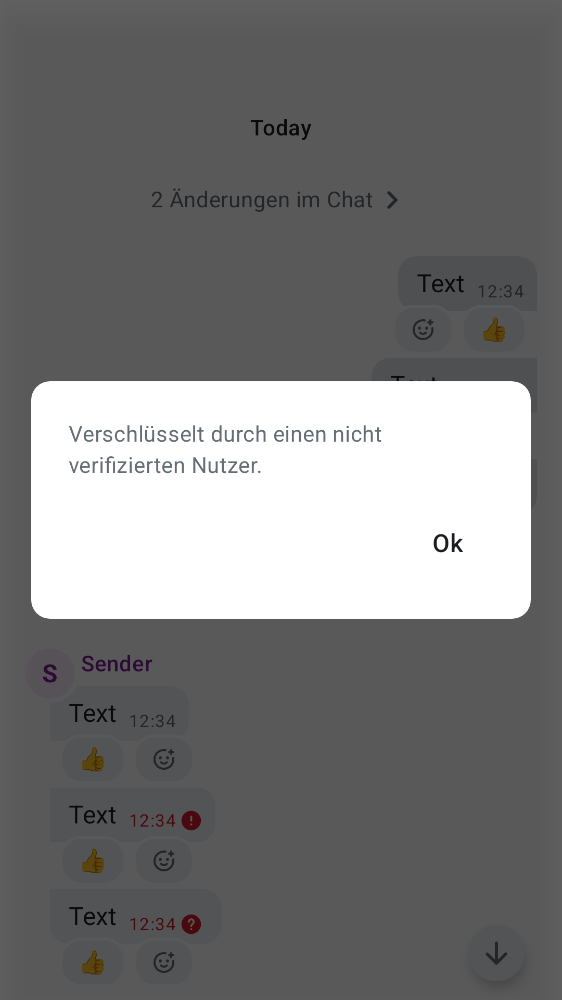 Today
2 Änderungen im Chat
Text 12:34
Text
Verschlüsselt durch einen nicht
verifizierten Nutzer.
Ok
S Sender
Text 12:34
Text 12:34 !
Text 12:34 ?